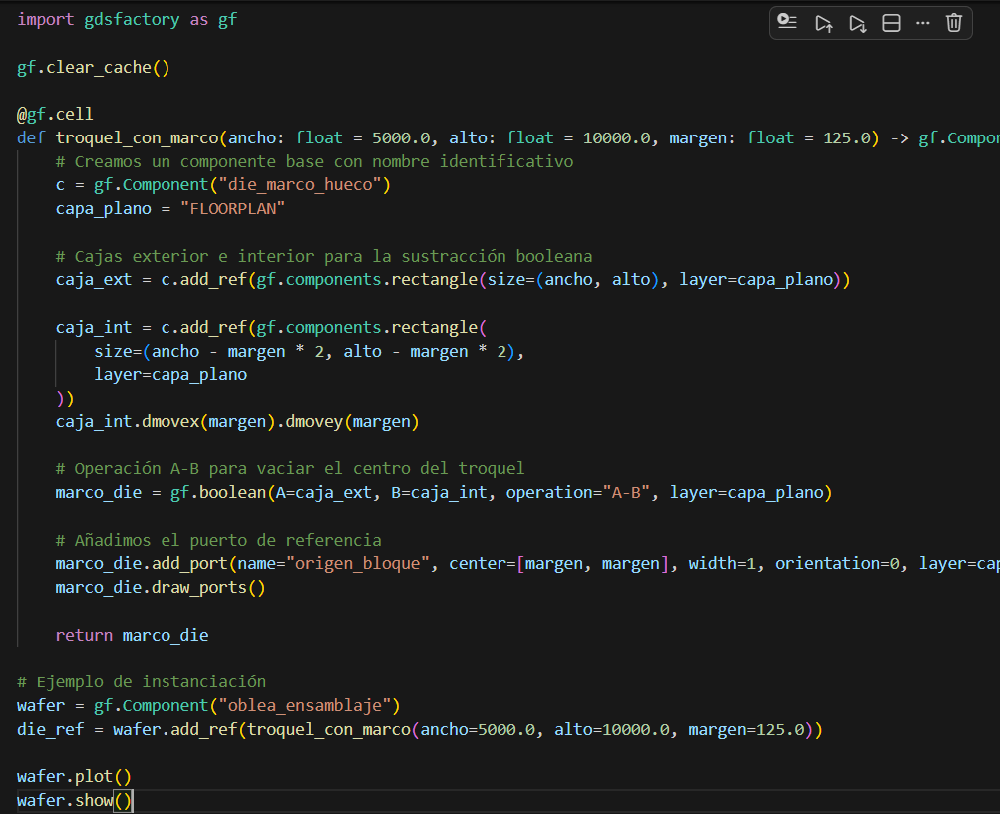 import gdsfactory as gf
gf.clear_cache()
@gf.cell
def troquel_con_marco(ancho: float = 5000.0, alto: float = 10000.0, margen: float = 125.0) -> gf.Compon
# Creamos un componente base con nombre identificativo
c = gf.Component("die_marco_hueco")
capa_plano = "FLOORPLAN"
# Cajas exterior e interior para la sustracción booleana
caja_ext = c.add_ref(gf.components.rectangle(size=(ancho, alto), layer=capa_plano))
caja_int = c.add_ref(gf.components.rectangle(
size=(ancho - margen * 2, alto - margen * 2),
layer=capa_plano
))
caja_int.dmovex(margen).dmovey(margen)
# Operación A-B para vaciar el centro del troquel
marco_die = gf.boolean(A=caja_ext, B=caja_int, operation="A-B", layer=capa_plano)
# Añadimos el puerto de referencia
marco_die.add_port(name="origen_bloque", center=[margen, margen], width=1, orientation=0, layer=cap
marco_die.draw_ports()
return marco_die
# Ejemplo de instanciación
wafer = gf.Component("oblea_ensamblaje")
die_ref = wafer.add_ref(troquel_con_marco(ancho=5000.0, alto=10000.0, margen=125.0))
wafer.plot()
wafer.show()